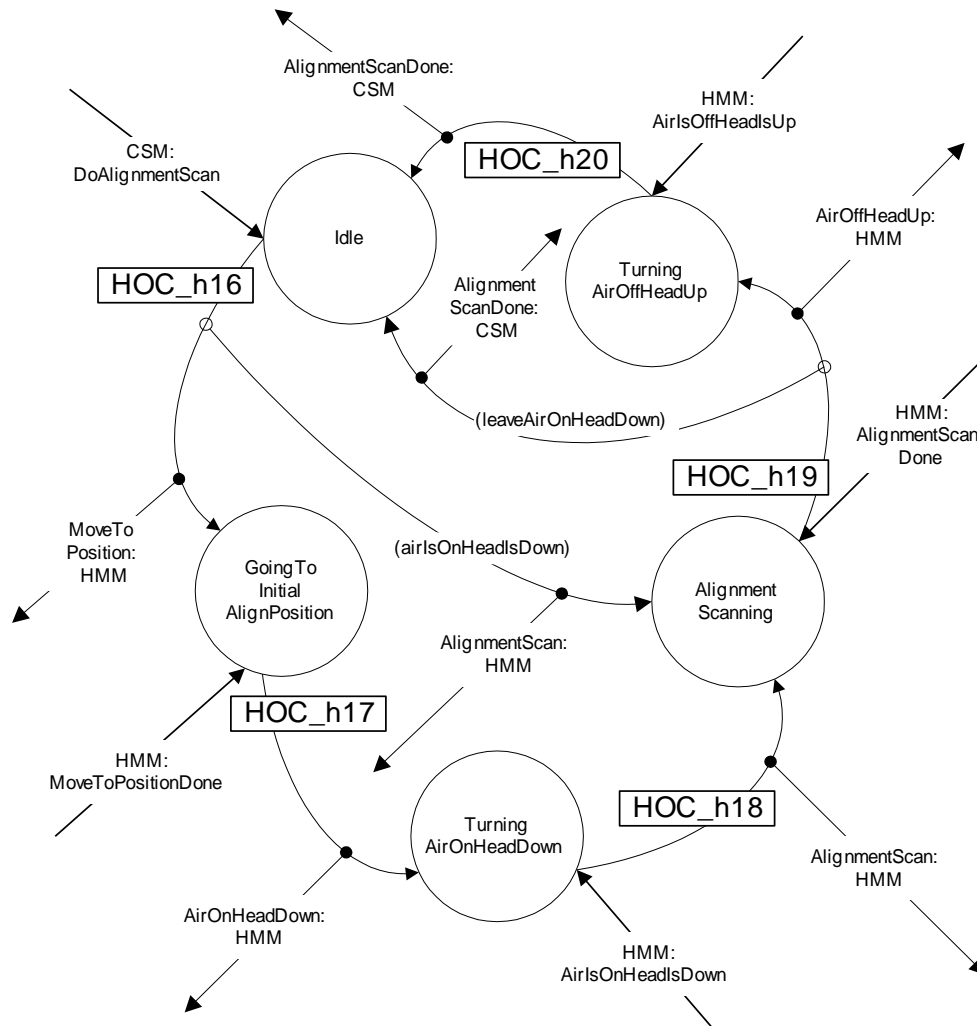 AlignmentScanDone:
CSM
HMM:
AirIsOffHeadIsUp
CSM:
DoAlignmentScan
HOC_h20
AirOffHeadUp:
HMM
Idle
Turning
AirOffHeadUp
HOC_h16
Alignment
ScanDone:
CSM
(leaveAirOnHeadDown)
HMM:
AlignmentScan
Done
HOC_h19
MoveTo
Position:
HMM
(airIsOnHeadIsDown)
GoingTo
Initial
AlignPosition
Alignment
Scanning
AlignmentScan:
HMM
HOC_h17
HMM:
MoveToPositionDone
Turning
AirOnHeadDown
HOC_h18
AlignmentScan:
HMM
AirOnHeadDown:
HMM
HMM:
AirIsOnHeadIsDown